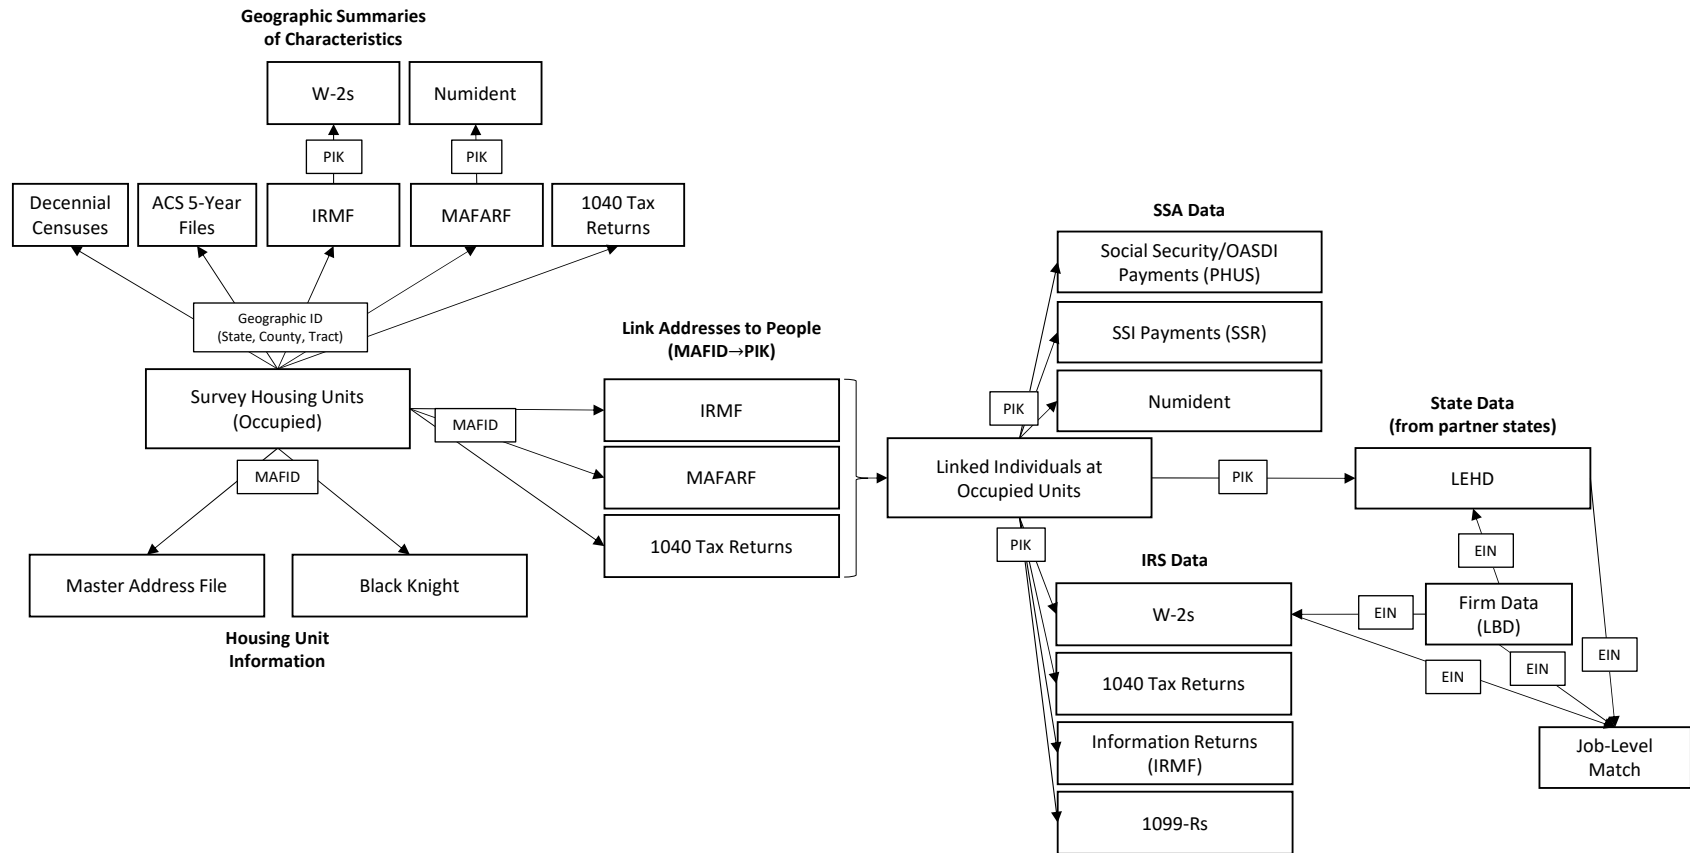 Geographic Summaries
of Characteristics
W-2s
Numident
PIK
PIK
Decennial
Censuses
ACS 5-Year
Files
IRMF
MAFARF
1040 Tax
Returns
Geographic ID
(State, County, Tract)
Survey Housing Units
(Occupied)
MAFID
MAFID
Master Address File
Black Knight
Housing Unit
Information
Link Addresses to People
(MAFID→PIK)
IRMF
MAFARF
1040 Tax Returns
Linked Individuals at
Occupied Units
SSA Data
Social Security/OASDI
Payments (PHUS)
SSI Payments (SSR)
Numident
PIK
PIK
PIK
IRS Data
W-2s
1040 Tax Returns
Information Returns
(IRMF)
1099-Rs
State Data
(from partner states)
LEHD
EIN
EIN
Firm Data
(LBD)
EIN
EIN
EIN
Job-Level
Match